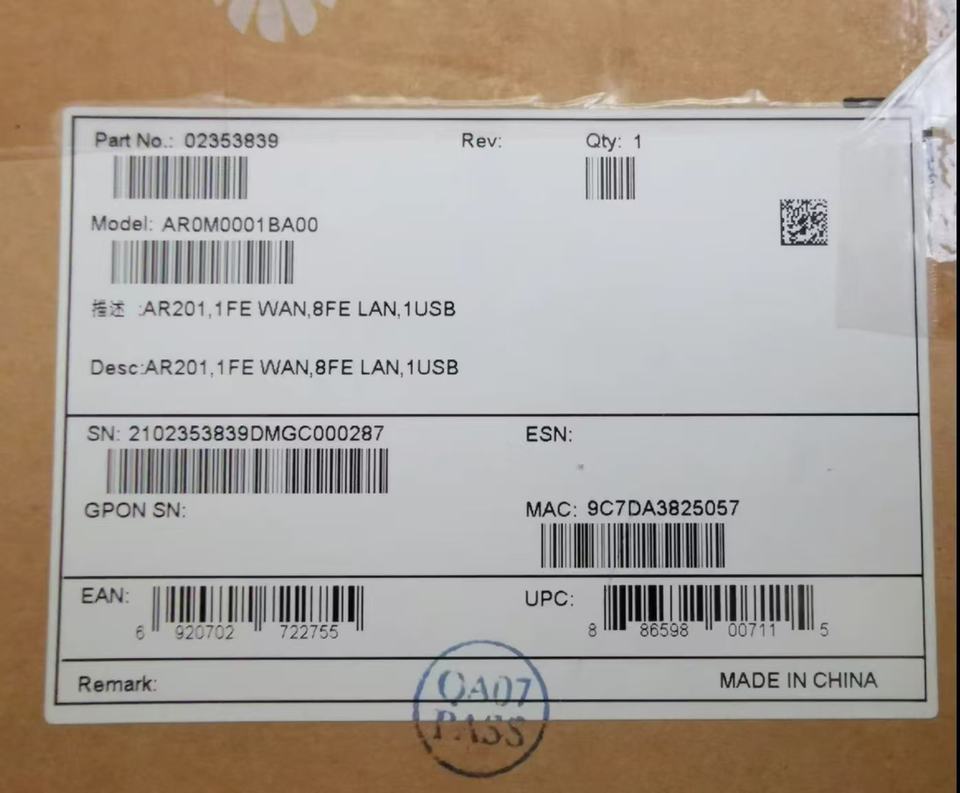 Part No.: 02353839 Rev: Qty: 1
Model: AR0M0001BA00
描述 :AR201,1FE WAN,8FE LAN,1USB
Desc:AR201,1FE WAN,8FE LAN,1USB
SN: 2102353839DMGC000287 ESN:
GPON SN: MAC: 9C7DA3825057
EAN: UPC:
6 920702 722755 8 86598 00711 5
Remark: MADE IN CHINA
QA07
PASS